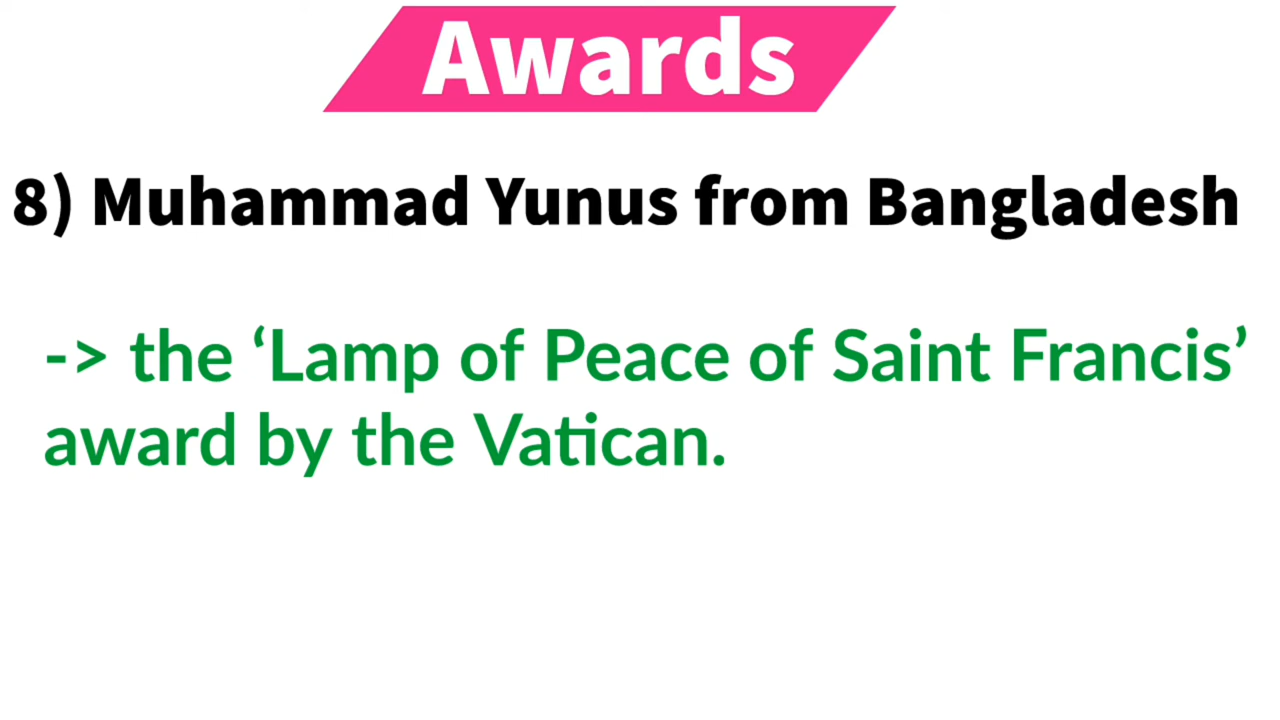 Awards
8) Muhammad Yunus from Bangladesh
-> the ‘Lamp of Peace of Saint Francis’
award by the Vatican.